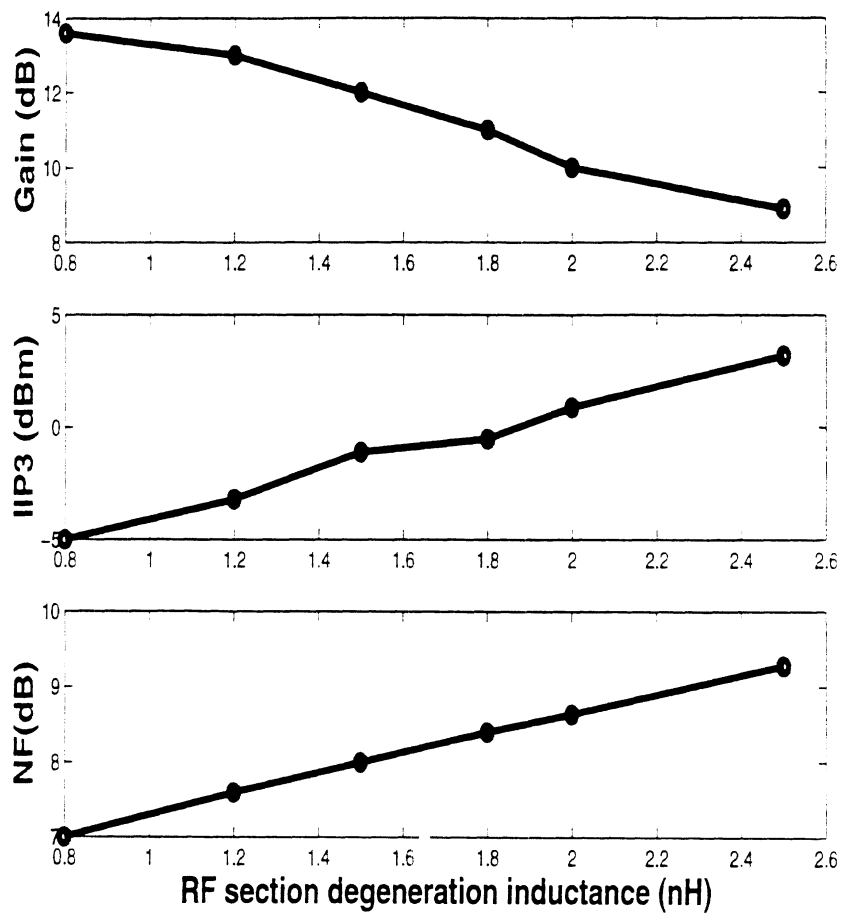 14
12
10
8
Gain (dB)
0.8 1 1.2 1.4 1.6 1.8 2 2.2 2.4 2.6
5
0
-5
IIP3 (dBm)
0.8 1 1.2 1.4 1.6 1.8 2 2.2 2.4 2.6
10
9
8
7
NF(dB)
0.8 1 1.2 1.4 1.6 1.8 2 2.2 2.4 2.6
RF section degeneration inductance (nH)